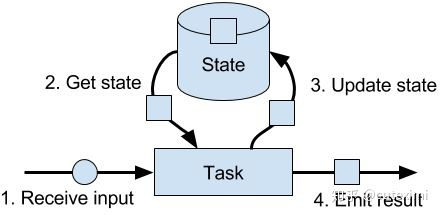 State
2. Get state
3. Update state
Task
1. Receive input
4. Emit result